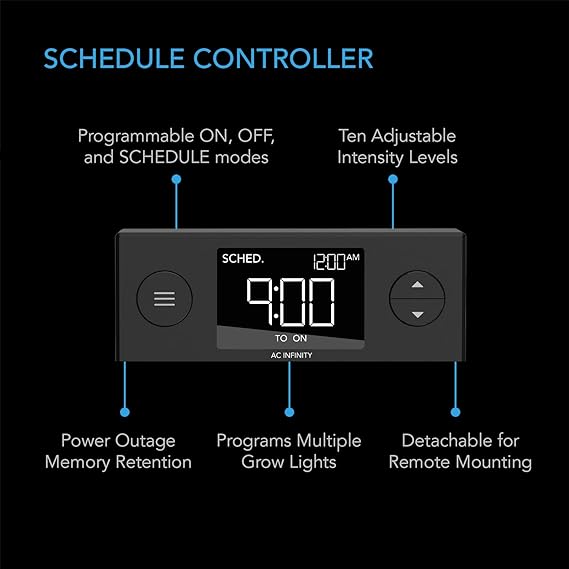 SCHEDULE CONTROLLER
Programmable ON, OFF,
and SCHEDULE modes
Ten Adjustable
Intensity Levels
SCHED.
12:00 AM
9:00
TO ON
AC INFINITY
Power Outage
Memory Retention
Programs Multiple
Grow Lights
Detachable for
Remote Mounting